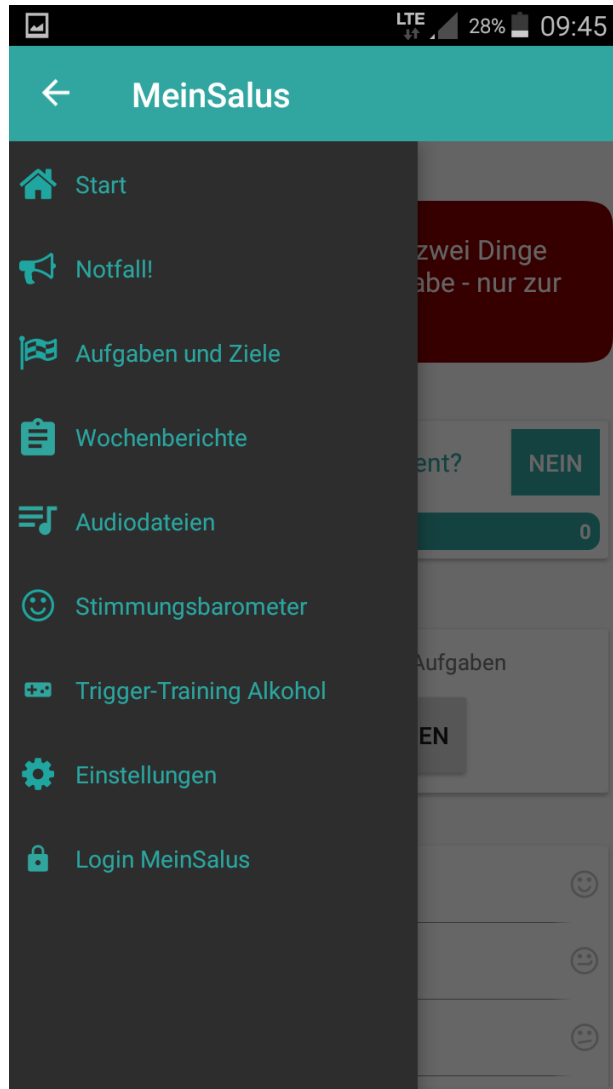 LTE 28% 09:45
MeinSalus
Start
Notfall!
Aufgaben und Ziele
Wochenberichte
Audiodateien
Stimmungsbarometer
Trigger-Training Alkohol
Einstellungen
Login MeinSalus
zwei Dinge
abe - nur zur
ent? NEIN
0
Aufgaben
EN